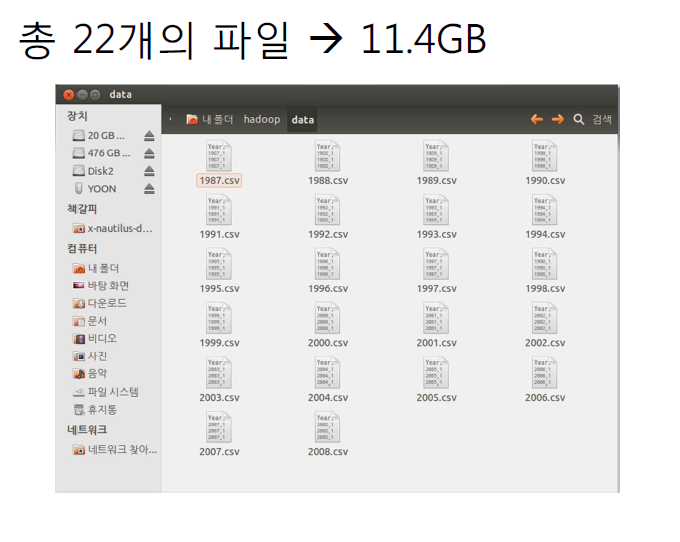 총 22개의 파일 → 11.4GB
data
장치
20 GB ...
476 GB ...
Disk2
YOON
책갈피
x-nautilus-d...
컴퓨터
내 폴더
바탕 화면
다운로드
문서
비디오
사진
음악
파일 시스템
휴지통
네트워크
네트워크 찾아...
내 폴더 hadoop data 검색
1987.csv 1988.csv 1989.csv 1990.csv
1991.csv 1992.csv 1993.csv 1994.csv
1995.csv 1996.csv 1997.csv 1998.csv
1999.csv 2000.csv 2001.csv 2002.csv
2003.csv 2004.csv 2005.csv 2006.csv
2007.csv 2008.csv